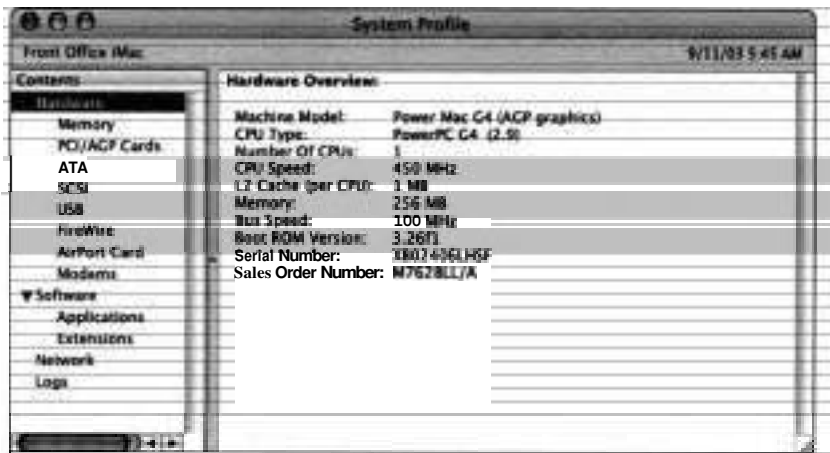 System Profile
Front Office iMac 9/11/03 5:45 AM
Contents
Hardware
Memory
PCI/AGP Cards
ATA
SCSI
USB
FireWire
AirPort Card
Modems
▼ Software
Applications
Extensions
Network
Logs
Hardware Overview:
Machine Model: Power Mac G4 (AGP graphics)
CPU Type: PowerPC G4 (2.9)
Number Of CPUs: 1
CPU Speed: 450 MHz
L2 Cache (per CPU): 1 MB
Memory: 256 MB
Bus Speed: 100 MHz
Boot ROM Version: 3.26f1
Serial Number:
Sales Order Number: M7628LL/A